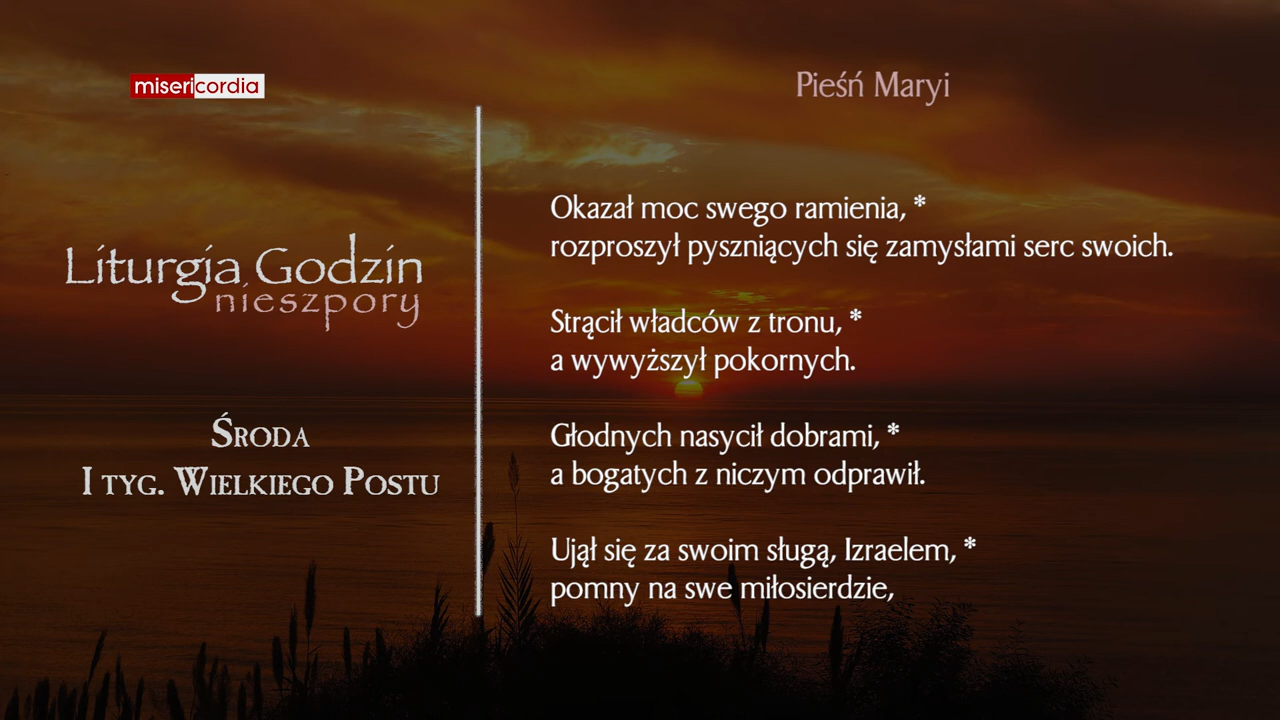 misericordia
Liturgia Godzin
nieszpory
Środa
I tyg. Wielkiego Postu
Pieśń Maryi
Okazał moc swego ramienia, *
rozproszył pyszniących się zamysłami serc swoich.
Strącił władców z tronu, *
a wywyższył pokornych.
Głodnych nasycił dobrami, *
a bogatych z niczym odprawił.
Ujął się za swoim sługą, Izraelem, *
pomny na swe miłosierdzie,